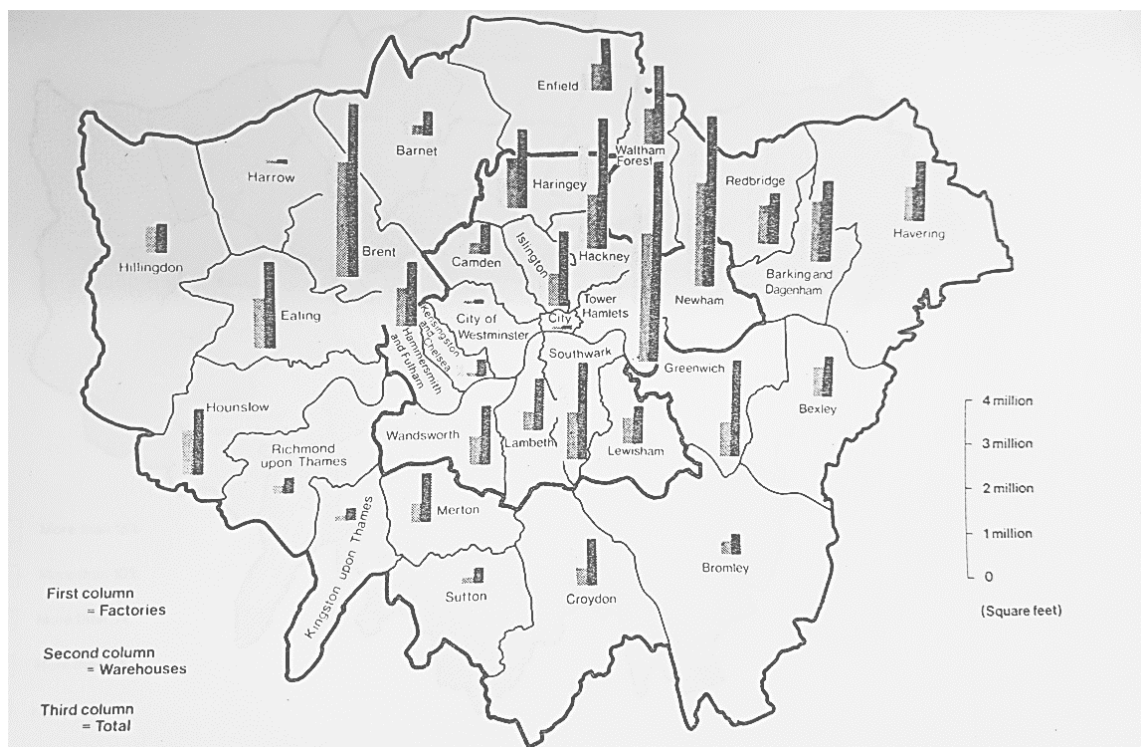 Enfield
Barnet
Waltham
Forest
Harrow
Haringey
Redbridge
Brent
Hackney
Havering
Hillingdon
Camden
Islington
Barking and
Dagenham
Ealing
City of
Westminster
City
Tower
Hamlets
Newham
Kensington
and Chelsea
Hammersmith
and Fulham
Southwark
Greenwich
Hounslow
Bexley
Wandsworth
Lambeth
Lewisham
Richmond
upon Thames
Merton
Kingston upon Thames
Bromley
Sutton
Croydon
4 million
3 million
2 million
1 million
0
(Square feet)
First column
= Factories
Second column
= Warehouses
Third column
= Total